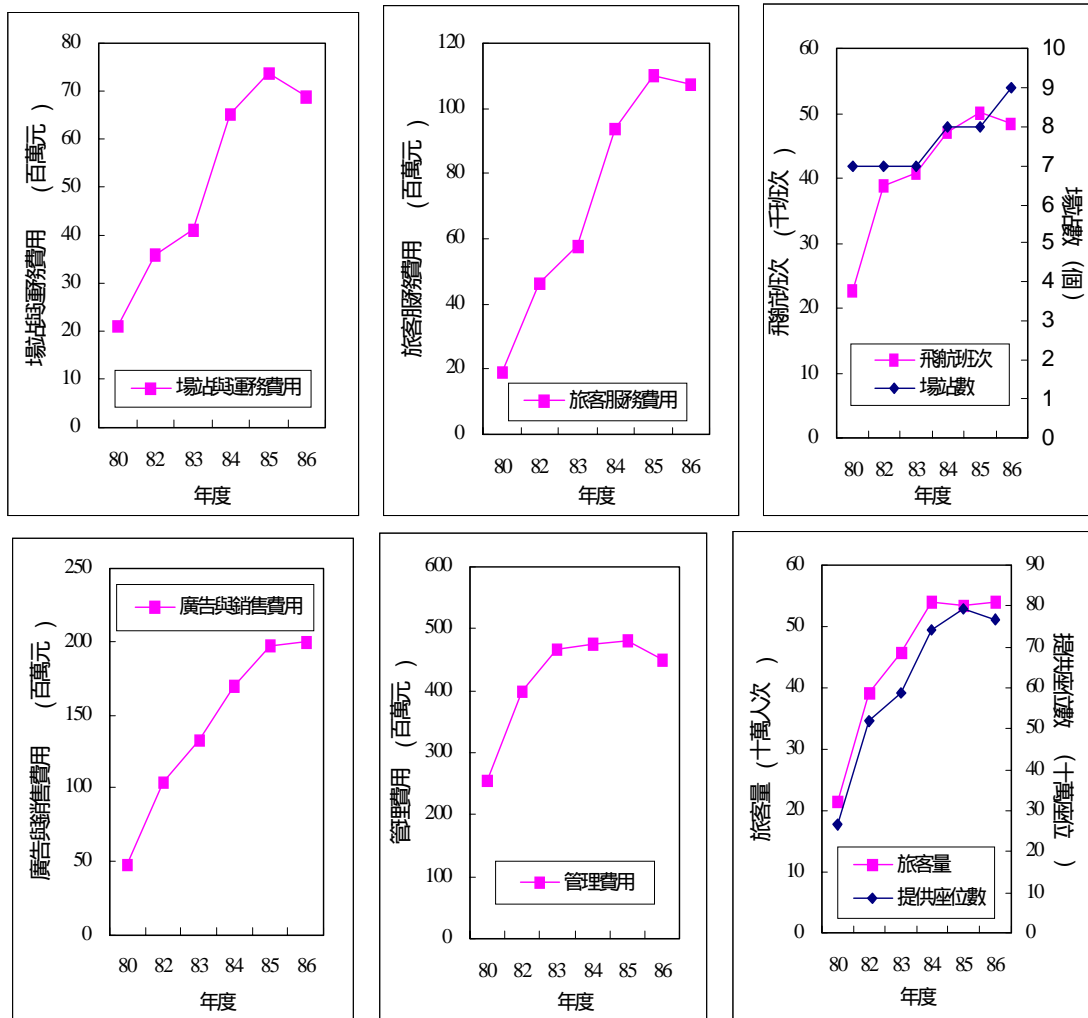 場站與運務費用 (百萬元)
80
70
60
50
40
30
20
10
0
場站與運務費用
80 82 83 84 85 86
年度
旅客服務費用 (百萬元)
120
100
80
60
40
20
0
旅客服務費用
80 82 83 84 85 86
年度
飛航班次 (千班次)
60
50
40
30
20
10
0
飛航班次
場站數
10
9
8
7
6
5
4
3
2
1
0
場站數 (個)
80 82 83 84 85 86
年度
廣告與銷售費用 (百萬元)
250
200
150
100
50
0
廣告與銷售費用
80 82 83 84 85 86
年度
管理費用 (百萬元)
600
500
400
300
200
100
0
管理費用
80 82 83 84 85 86
年度
旅客量 (十萬人次)
60
50
40
30
20
10
0
旅客量
提供座位數
90
80
70
60
50
40
30
20
10
0
提供座位數 (十萬座位)
80 82 83 84 85 86
年度